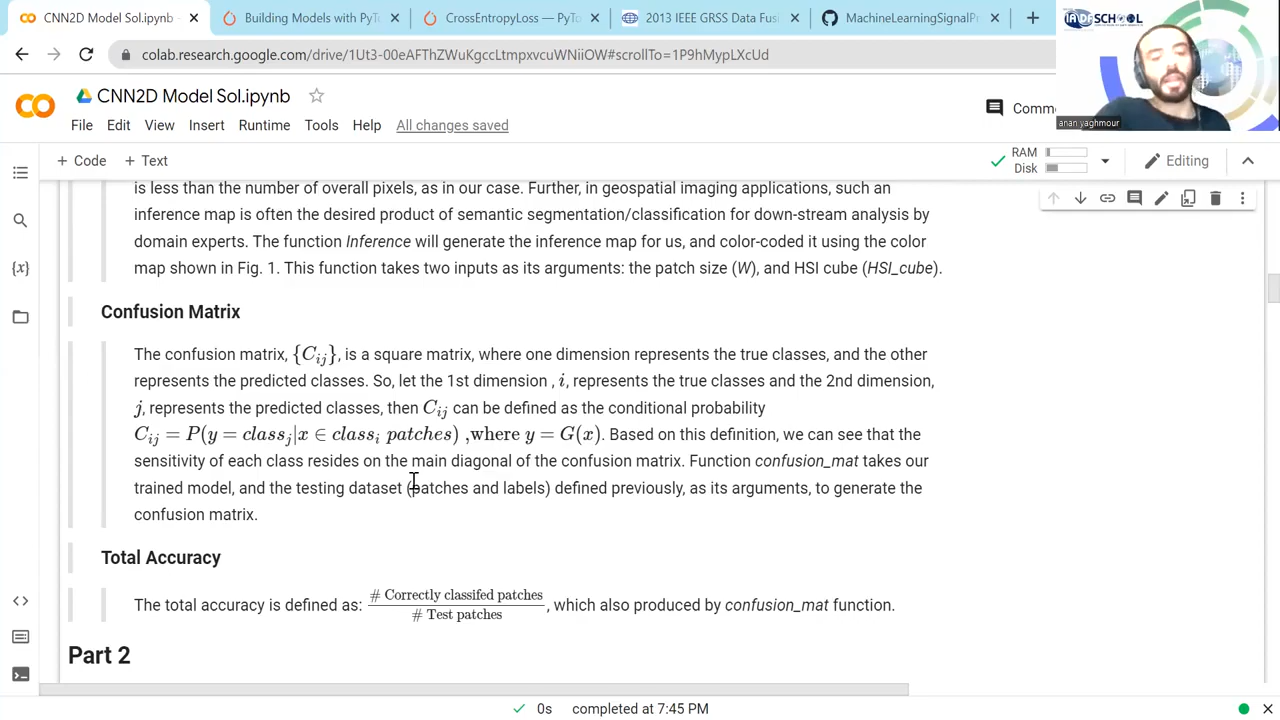 CNN2D Model Sol.ipynb - Colab
Building Models with PyTo
CrossEntropyLoss — PyTo
2013 IEEE GRSS Data Fusi
MachineLearningSignalPr
colab.research.google.com/drive/1Ut3-00eAFThZWuKgccLtmpxvcuWNiiOW#scrollTo=1P9hMypLXcUd
IADFSCHOOL
anan yaghmour
CNN2D Model Sol.ipynb
File Edit View Insert Runtime Tools Help All changes saved
Comme
+ Code + Text
RAM
Disk
Editing
is less than the number of overall pixels, as in our case. Further, in geospatial imaging applications, such an
inference map is often the desired product of semantic segmentation/classification for down-stream analysis by
domain experts. The function Inference will generate the inference map for us, and color-coded it using the color
map shown in Fig. 1. This function takes two inputs as its arguments: the patch size (W), and HSI cube (HSI_cube).
Confusion Matrix
The confusion matrix, {C_ij}, is a square matrix, where one dimension represents the true classes, and the other
represents the predicted classes. So, let the 1st dimension , i, represents the true classes and the 2nd dimension,
j, represents the predicted classes, then C_ij can be defined as the conditional probability
C_ij = P(y = class_j|x ∈ class_i patches) ,where y = G(x). Based on this definition, we can see that the
sensitivity of each class resides on the main diagonal of the confusion matrix. Function confusion_mat takes our
trained model, and the testing dataset (patches and labels) defined previously, as its arguments, to generate the
confusion matrix.
Total Accuracy
The total accuracy is defined as: # Correctly classifed patches / # Test patches, which also produced by confusion_mat function.
Part 2
0s completed at 7:45 PM